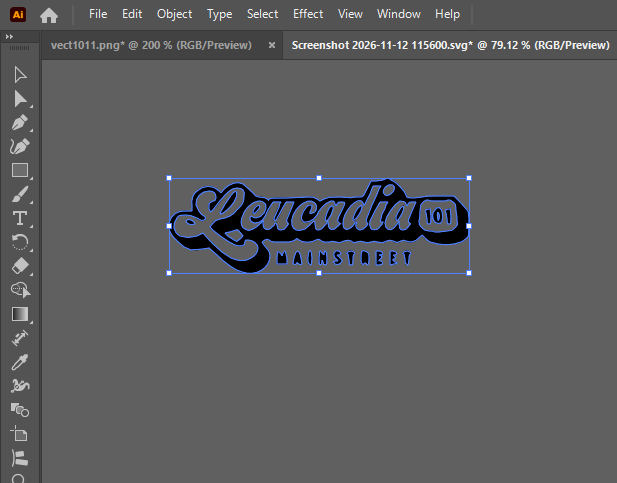 Ai
File Edit Object Type Select Effect View Window Help
vect1011.png* @ 200 % (RGB/Preview) × Screenshot 2026-11-12 115600.svg* @ 79.12 % (RGB/Preview)
T
Leucadia 101
MAINSTREET